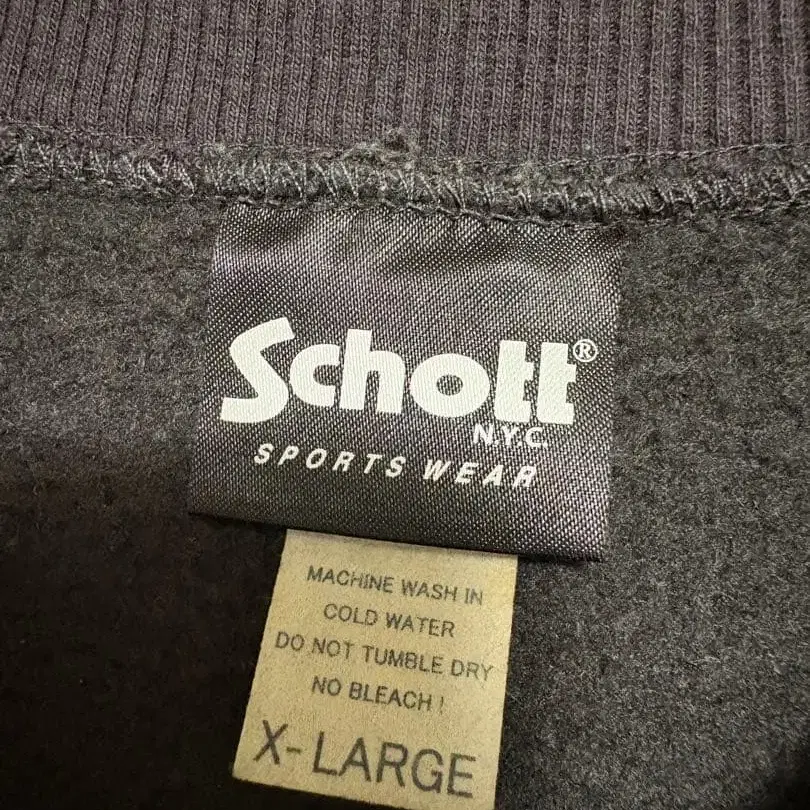 Schott®
N.Y.C.
SPORTS WEAR
MACHINE WASH IN
COLD WATER
DO NOT TUMBLE DRY
NO BLEACH!
X-LARGE